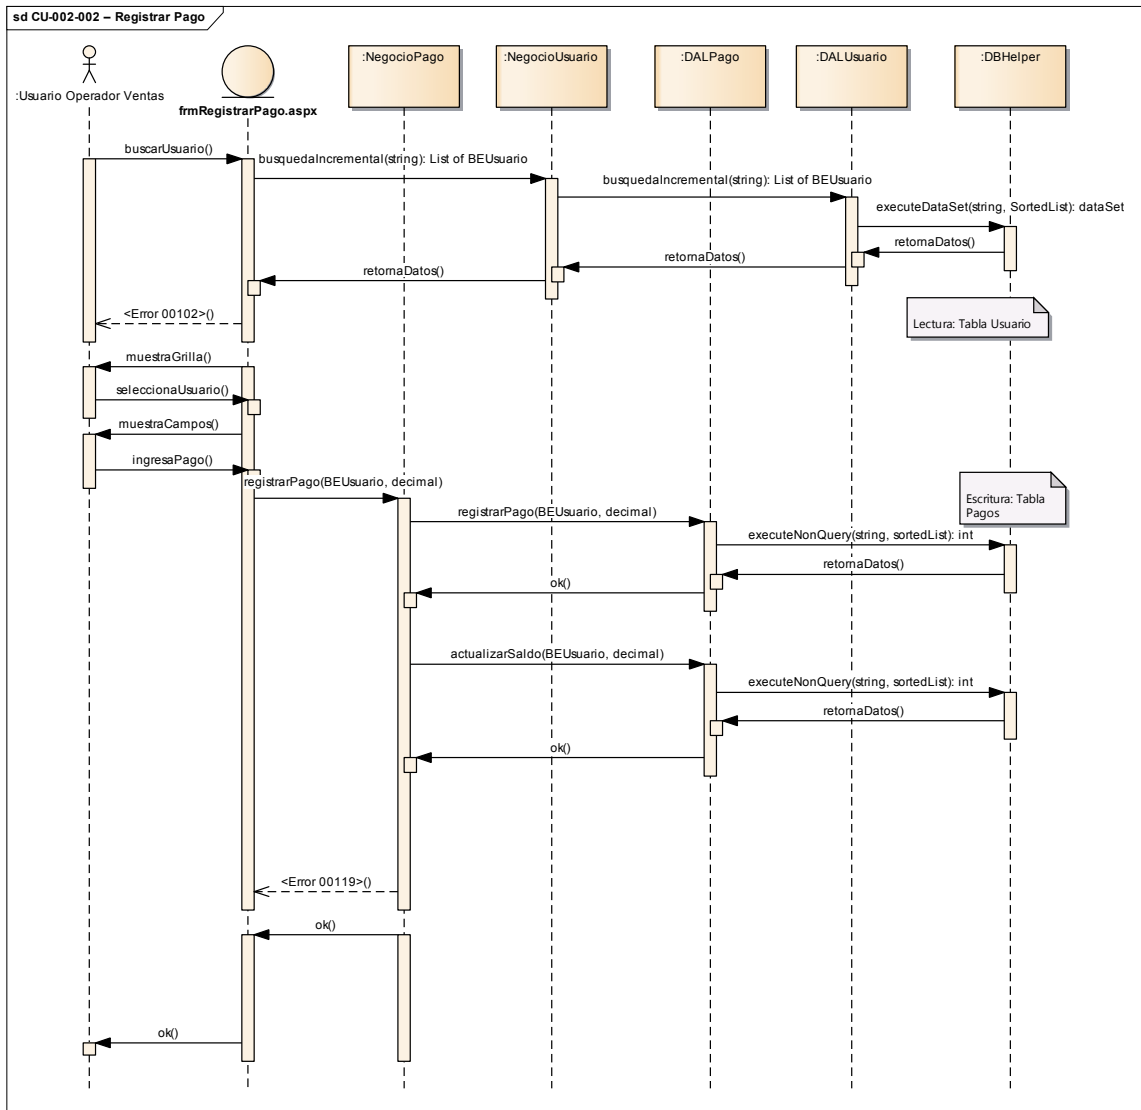 sd CU-002-002 – Registrar Pago
:Usuario Operador Ventas
frmRegistrarPago.aspx
:NegocioPago
:NegocioUsuario
:DALPago
:DALUsuario
:DBHelper
buscarUsuario()
busquedaIncremental(string): List of BEUsuario
busquedaIncremental(string): List of BEUsuario
executeDataSet(string, SortedList): dataSet
retornaDatos()
retornaDatos()
retornaDatos()
<Error 00102>()
Lectura: Tabla Usuario
muestraGrilla()
seleccionaUsuario()
muestraCampos()
ingresaPago()
registrarPago(BEUsuario, decimal)
Escritura: Tabla
Pagos
registrarPago(BEUsuario, decimal)
executeNonQuery(string, sortedList): int
retornaDatos()
ok()
actualizarSaldo(BEUsuario, decimal)
executeNonQuery(string, sortedList): int
retornaDatos()
ok()
<Error 00119>()
ok()
ok()